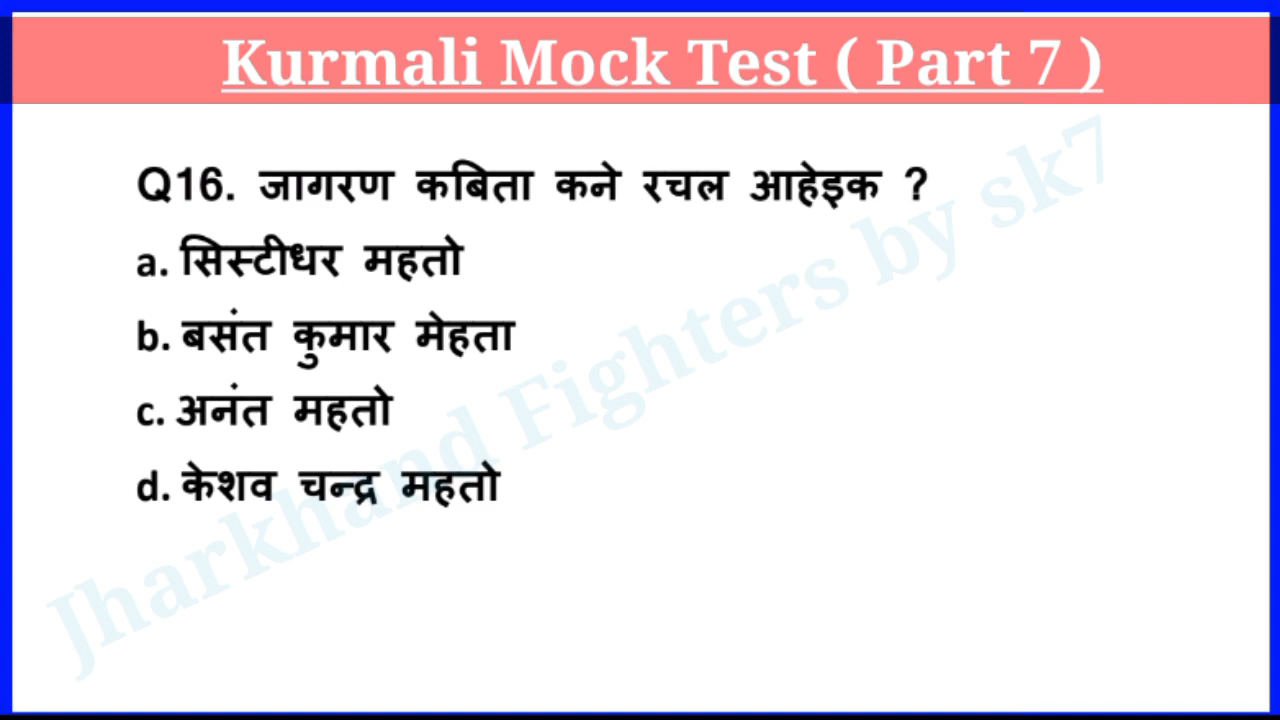 Kurmali Mock Test ( Part 7 )
Q16. जागरण कबिता कने रचल आहेइक ?
a. सिस्टीधर महतो
b. बसंत कुमार मेहता
c. अनंत महतो
d. केशव चन्द्र महतो
Jharkhand Fighters by sk7